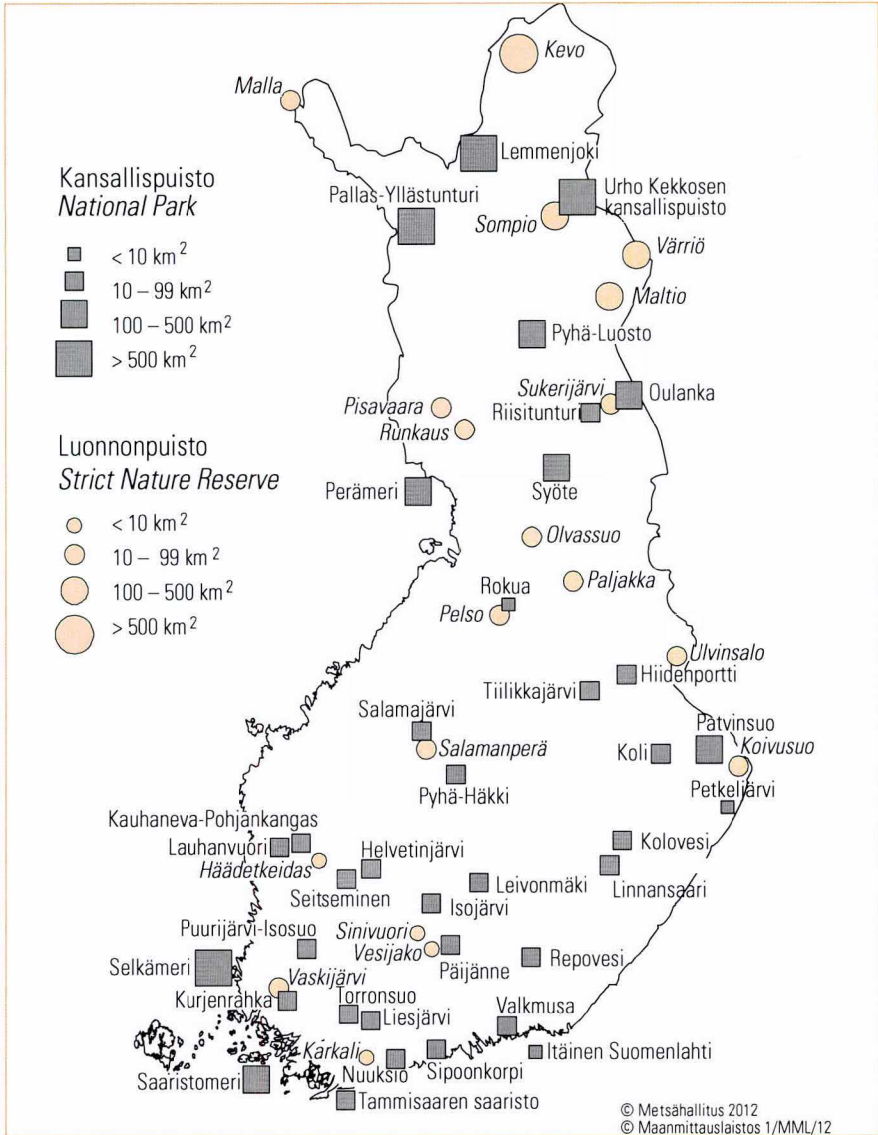 Kevo
Malla
Lemmenjoki
Kansallispuisto
National Park
< 10 km²
10 – 99 km²
100 – 500 km²
> 500 km²
Pallas-Yllästunturi
Urho Kekkosen
kansallispuisto
Sompio
Värriö
Maltio
Pyhä-Luosto
Sukerijärvi
Oulanka
Riisitunturi
Pisavaara
Runkaus
Luonnonpuisto
Strict Nature Reserve
< 10 km²
10 – 99 km²
100 – 500 km²
> 500 km²
Perämeri
Syöte
Olvassuo
Paljakka
Rokua
Pelso
Ulvinsalo
Hiidenportti
Tiilikkajärvi
Salamajärvi
Salamanperä
Patvinsuo
Koli
Koivusuo
Pyhä-Häkki
Petkeljärvi
Kauhaneva-Pohjankangas
Lauhanvuori
Häädetkeidas
Helvetinjärvi
Seitseminen
Kolovesi
Linnansaari
Leivonmäki
Isojärvi
Puurijärvi-Isosuo
Sinivuori
Vesijako
Päijänne
Repovesi
Selkämeri
Vaskijärvi
Kurjenrahka
Torronsuo
Liesjärvi
Valkmusa
Karkali
Nuuksio
Sipoonkorpi
Itäinen Suomenlahti
Saaristomeri
Tammisaaren saaristo
© Metsähallitus 2012
© Maanmittauslaitos 1/MML/12